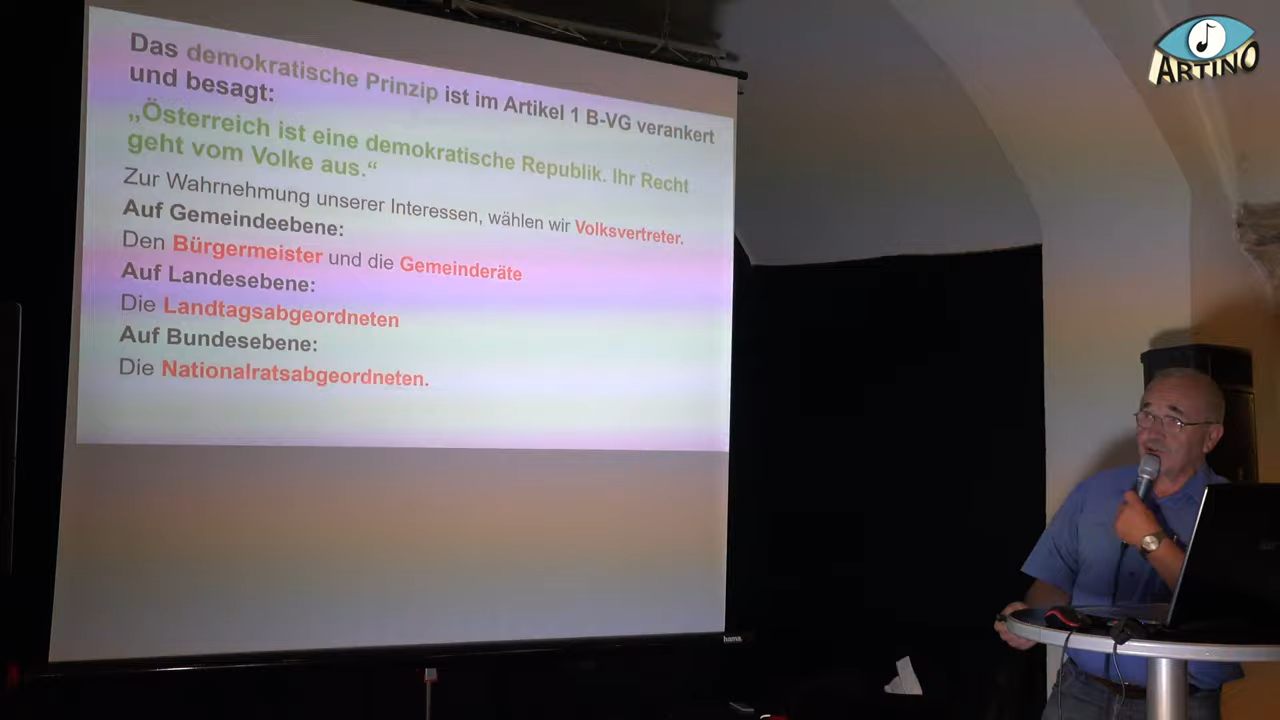 Das demokratische Prinzip ist im Artikel 1 B-VG verankert
und besagt:
„Österreich ist eine demokratische Republik. Ihr Recht
geht vom Volke aus.“
Zur Wahrnehmung unserer Interessen, wählen wir Volksvertreter.
Auf Gemeindeebene:
Den Bürgermeister und die Gemeinderäte
Auf Landesebene:
Die Landtagsabgeordneten
Auf Bundesebene:
Die Nationalratsabgeordneten.
ARTINO
hama